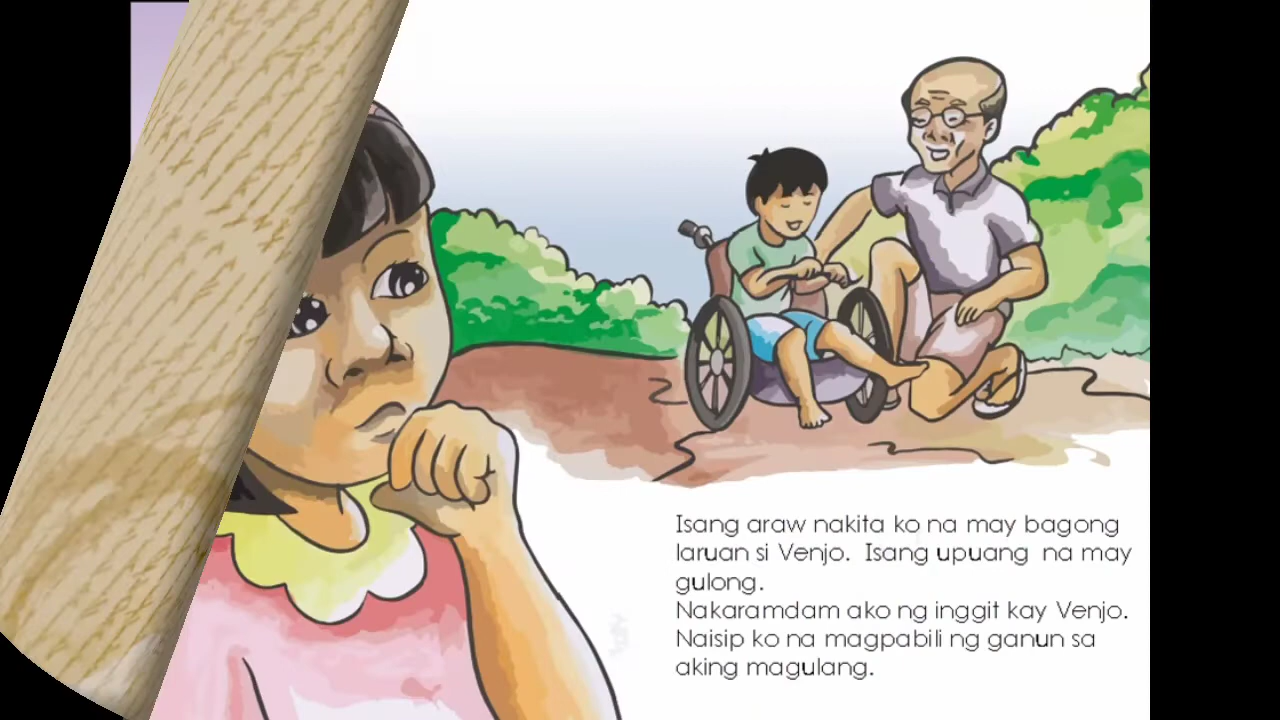 Isang araw nakita ko na may bagong
laruan si Venjo. Isang upuang na may
gulong.
Nakaramdam ako ng inggit kay Venjo.
Naisip ko na magpabili ng ganun sa
aking magulang.